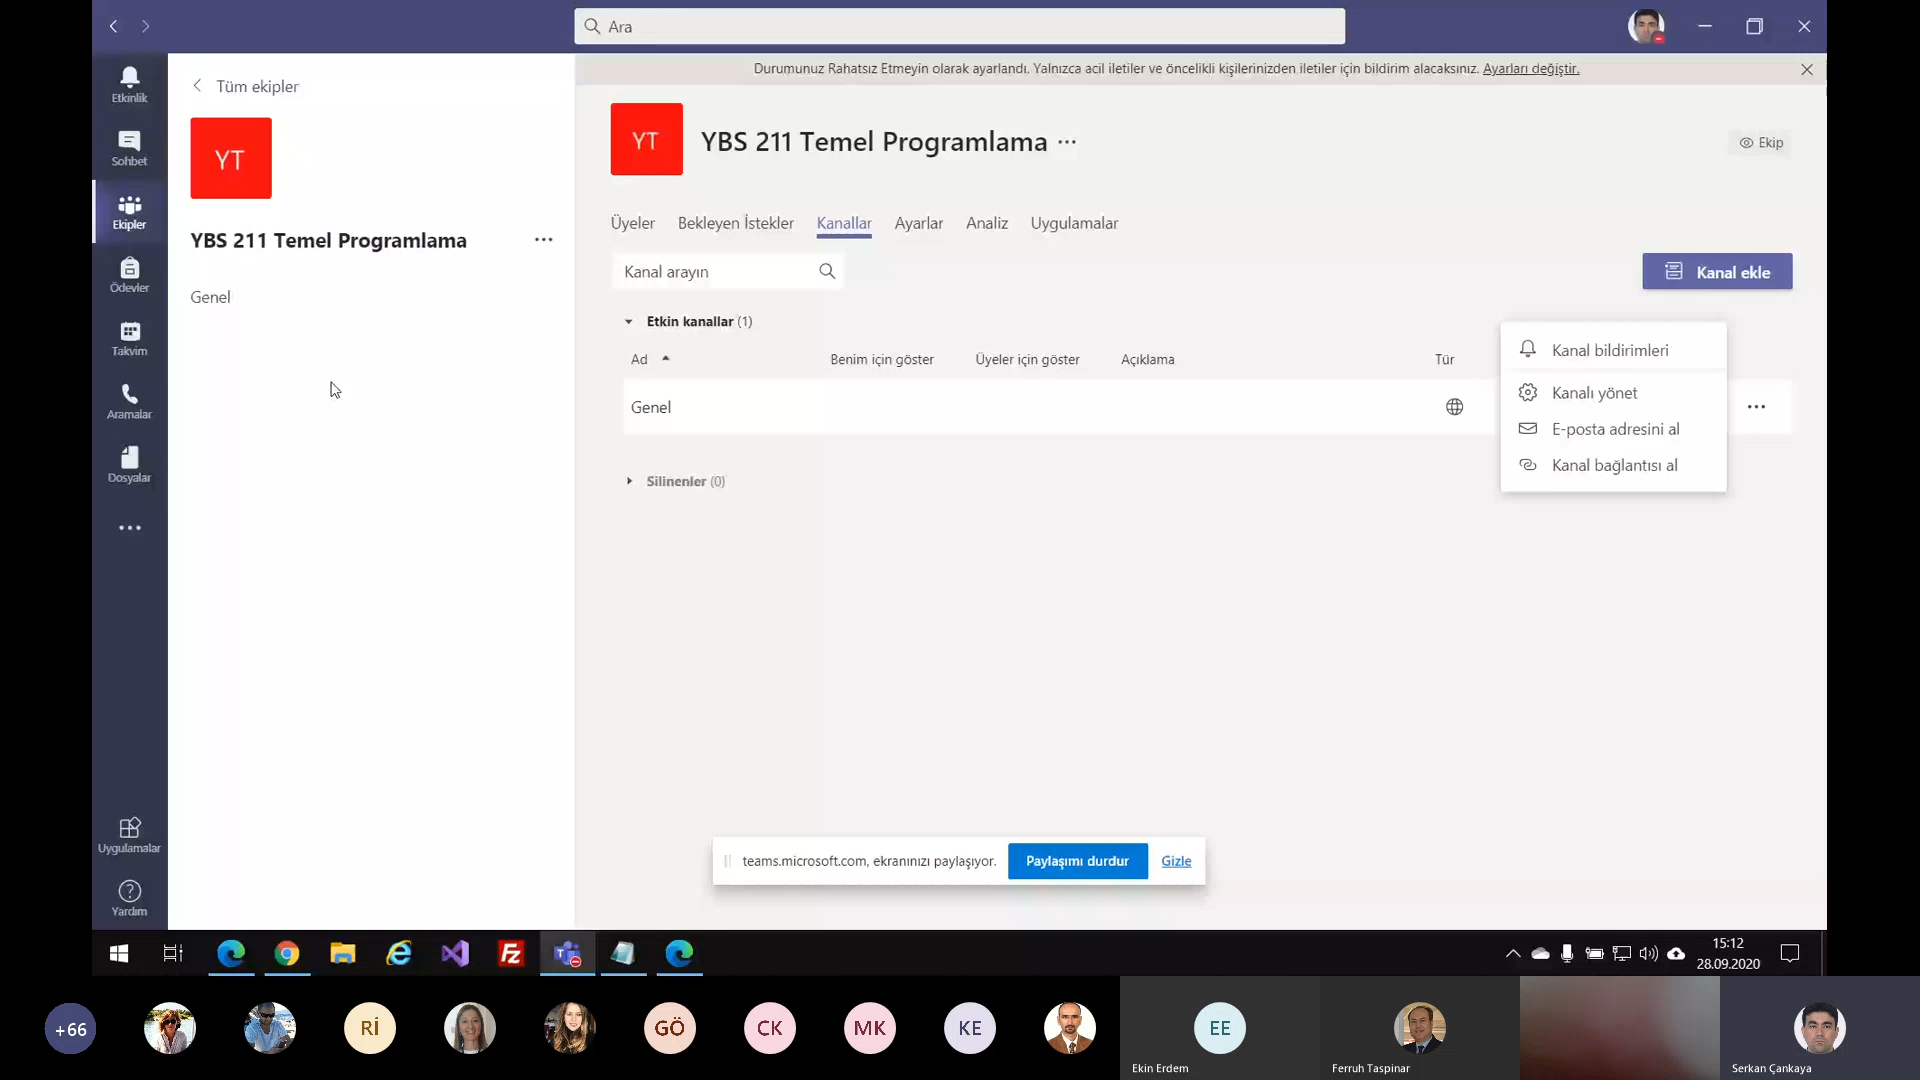 Ara
Etkinlik
Sohbet
Ekipler
Ödevler
Takvim
Aramalar
Dosyalar
Uygulamalar
Yardım
Tüm ekipler
YT
YBS 211 Temel Programlama
Genel
Durumunuz Rahatsız Etmeyin olarak ayarlandı. Yalnızca acil iletiler ve öncelikli kişilerinizden iletiler için bildirim alacaksınız. Ayarları değiştir.
YT
YBS 211 Temel Programlama
Ekip
Üyeler Bekleyen İstekler Kanallar Ayarlar Analiz Uygulamalar
Kanal arayın
Kanal ekle
Etkin kanallar (1)
Ad Benim için göster Üyeler için göster Açıklama Tür
Genel
Kanal bildirimleri
Kanalı yönet
E-posta adresini al
Kanal bağlantısı al
Silinenler (0)
teams.microsoft.com, ekranınızı paylaşıyor. Paylaşımı durdur Gizle
15:12
28.09.2020
+66 Rİ GÖ CK MK KE EE
Ekin Erdem Ferruh Taspinar Serkan Çankaya